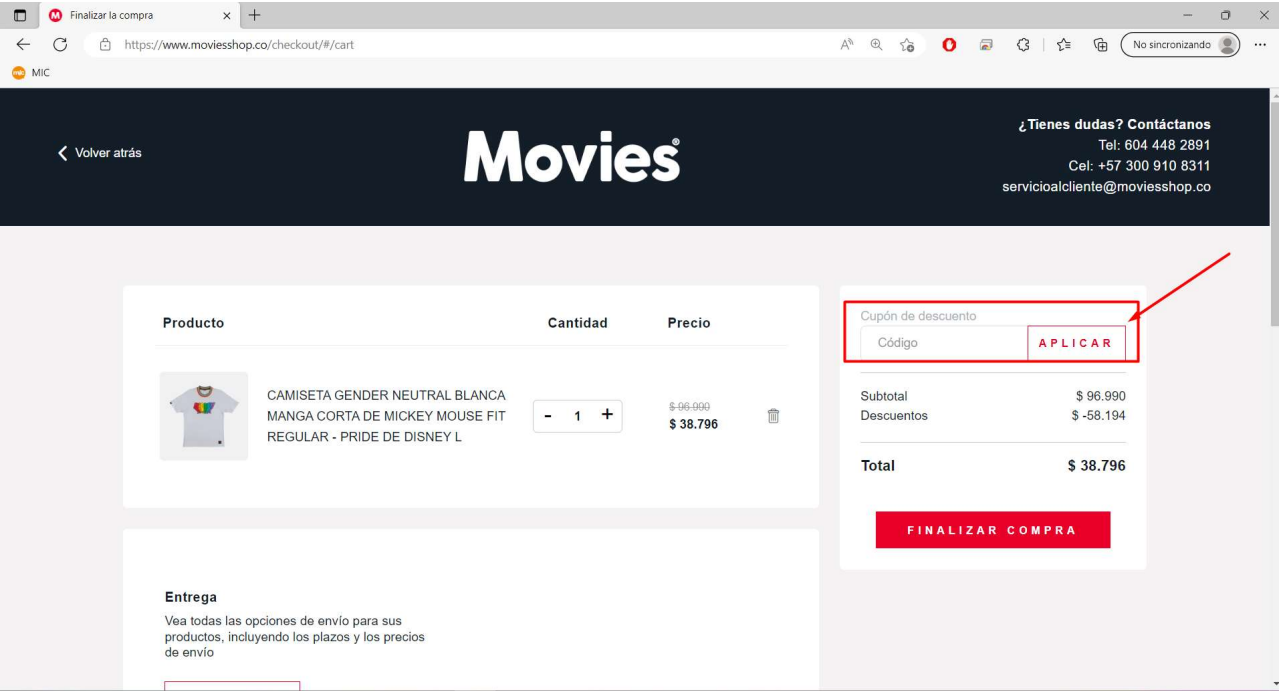 Finalizar la compra
https://www.moviesshop.co/checkout/#/cart
No sincronizando
mic MIC
Volver atrás
Movies®
¿Tienes dudas? Contáctanos
Tel: 604 448 2891
Cel: +57 300 910 8311
servicioalcliente@moviesshop.co
Producto Cantidad Precio
CAMISETA GENDER NEUTRAL BLANCA
MANGA CORTA DE MICKEY MOUSE FIT
REGULAR - PRIDE DE DISNEY L
- 1 +
$ 96.990
$ 38.796
Cupón de descuento
Código APLICAR
Subtotal $ 96.990
Descuentos $ -58.194
Total $ 38.796
FINALIZAR COMPRA
Entrega
Vea todas las opciones de envío para sus
productos, incluyendo los plazos y los precios
de envío